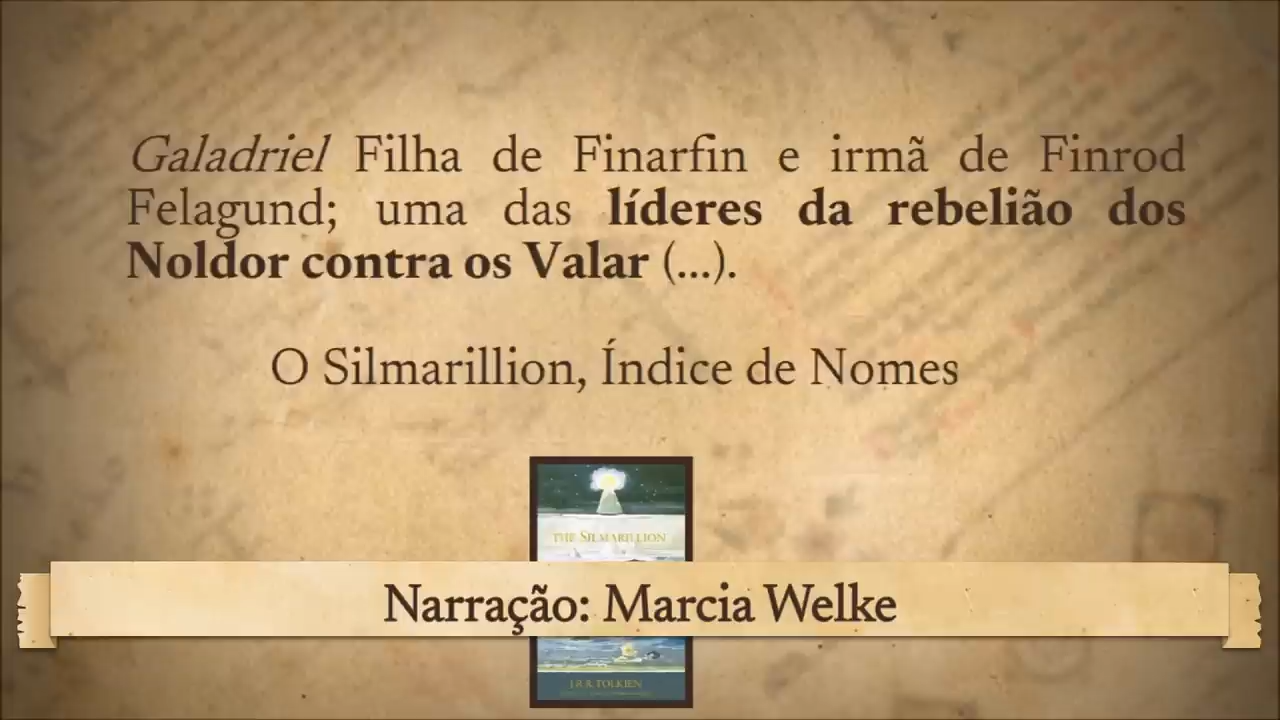 Galadriel Filha de Finarfin e irmã de Finrod
Felagund; uma das líderes da rebelião dos
Noldor contra os Valar (...).
O Silmarillion, Índice de Nomes
THE SILMARILLION
Narração: Marcia Welke
J.R.R. TOLKIEN